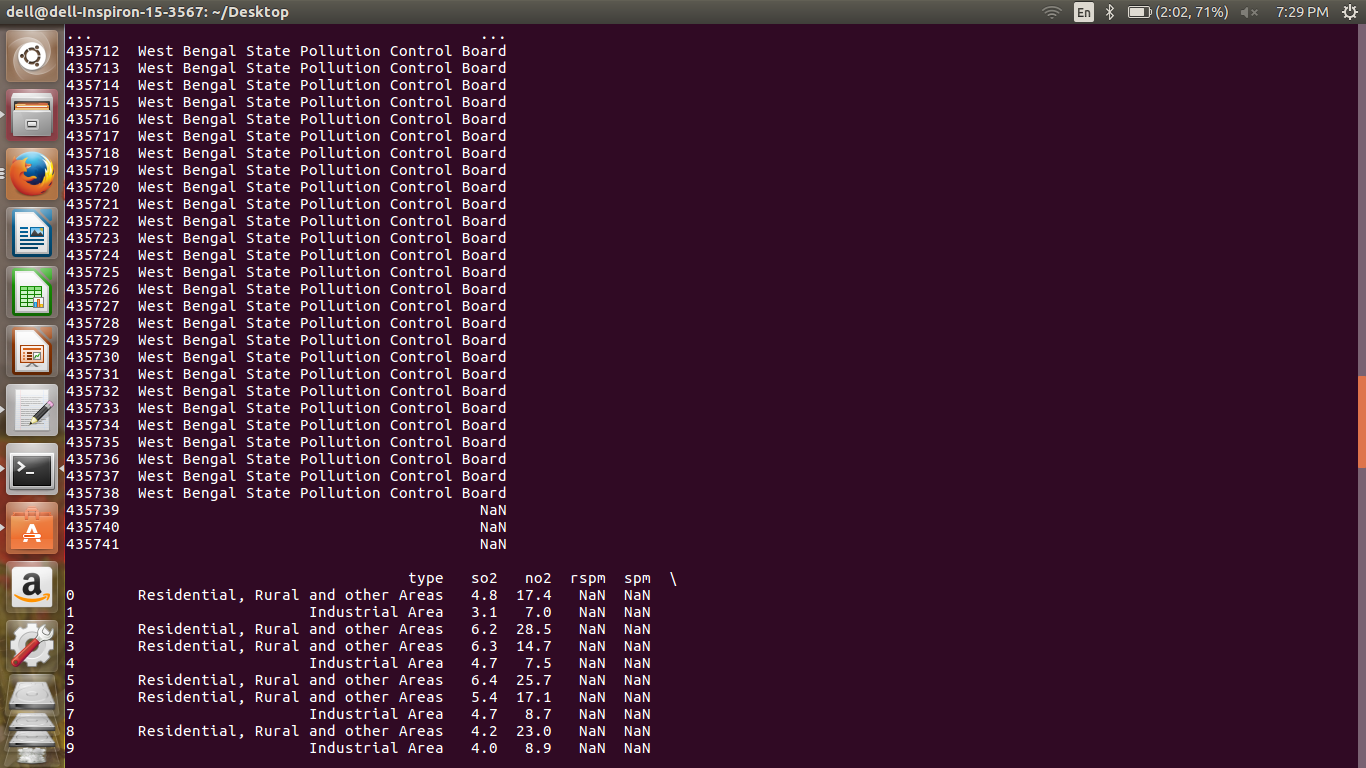 dell@dell-Inspiron-15-3567: ~/Desktop En (2:02, 71%) 7:29 PM
... ...
435712 West Bengal State Pollution Control Board
435713 West Bengal State Pollution Control Board
435714 West Bengal State Pollution Control Board
435715 West Bengal State Pollution Control Board
435716 West Bengal State Pollution Control Board
435717 West Bengal State Pollution Control Board
435718 West Bengal State Pollution Control Board
435719 West Bengal State Pollution Control Board
435720 West Bengal State Pollution Control Board
435721 West Bengal State Pollution Control Board
435722 West Bengal State Pollution Control Board
435723 West Bengal State Pollution Control Board
435724 West Bengal State Pollution Control Board
435725 West Bengal State Pollution Control Board
435726 West Bengal State Pollution Control Board
435727 West Bengal State Pollution Control Board
435728 West Bengal State Pollution Control Board
435729 West Bengal State Pollution Control Board
435730 West Bengal State Pollution Control Board
435731 West Bengal State Pollution Control Board
435732 West Bengal State Pollution Control Board
435733 West Bengal State Pollution Control Board
435734 West Bengal State Pollution Control Board
435735 West Bengal State Pollution Control Board
435736 West Bengal State Pollution Control Board
435737 West Bengal State Pollution Control Board
435738 West Bengal State Pollution Control Board
435739 NaN
435740 NaN
435741 NaN
type so2 no2 rspm spm \
0 Residential, Rural and other Areas 4.8 17.4 NaN NaN
1 Industrial Area 3.1 7.0 NaN NaN
2 Residential, Rural and other Areas 6.2 28.5 NaN NaN
3 Residential, Rural and other Areas 6.3 14.7 NaN NaN
4 Industrial Area 4.7 7.5 NaN NaN
5 Residential, Rural and other Areas 6.4 25.7 NaN NaN
6 Residential, Rural and other Areas 5.4 17.1 NaN NaN
7 Industrial Area 4.7 8.7 NaN NaN
8 Residential, Rural and other Areas 4.2 23.0 NaN NaN
9 Industrial Area 4.0 8.9 NaN NaN